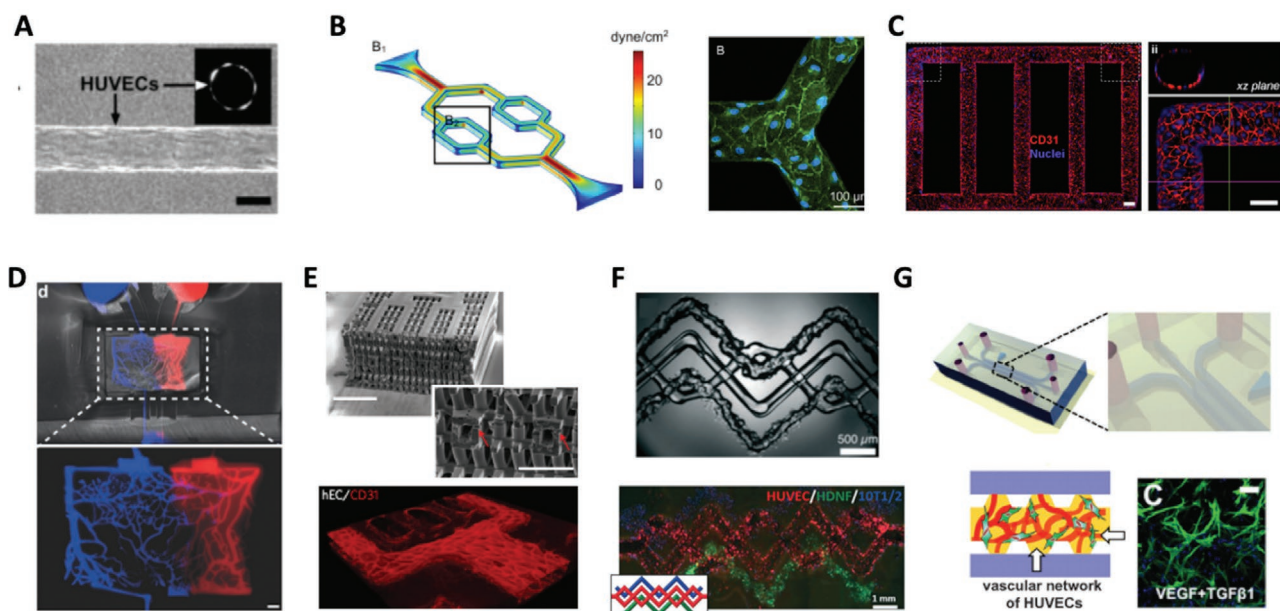 A
HUVECs
B
B₁
B₂
dyne/cm²
20
10
0
B
100 µm
C
CD31
Nuclei
ii
xz plane
D
d
E
hEC/CD31
F
500 µm
HUVEC/HDNF/10T1/2
1 mm
G
vascular network
of HUVECs
C
VEGF+TGFβ1